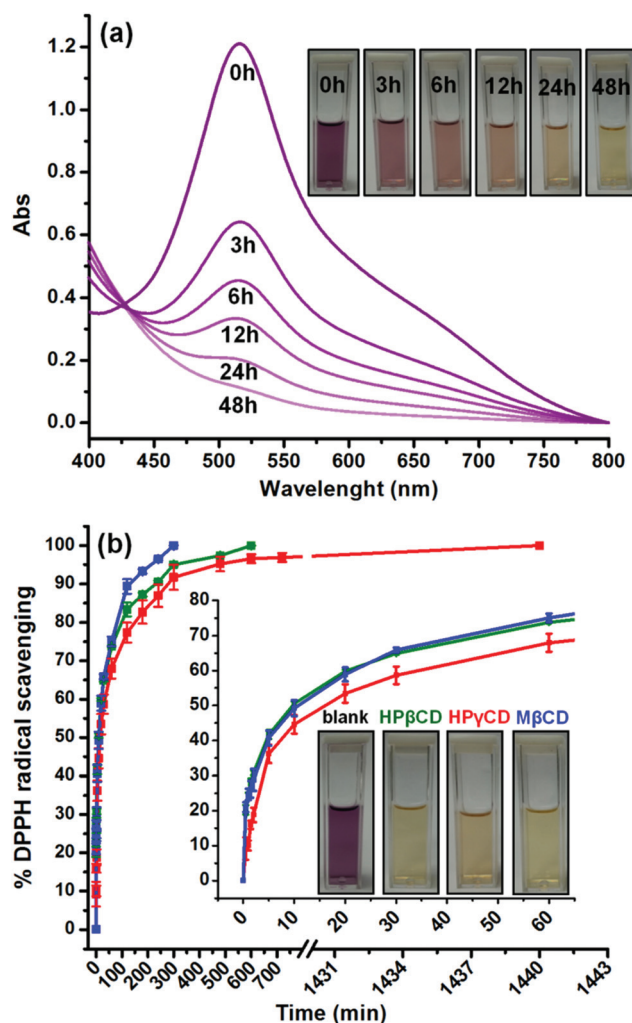 (a)
0h
3h
6h
12h
24h
48h
0h 3h 6h 12h 24h 48h
1.2
1.0
0.8
0.6
0.4
0.2
0.0
Abs
400 450 500 550 600 650 700 750 800
Wavelenght (nm)
(b)
100
90
80
70
60
50
40
30
20
10
0
% DPPH radical scavenging
80
70
60
50
40
30
20
10
0
blank HPβCD HPγCD MβCD
0 10 20 30 40 50 60
0 100 200 300 400 500 600 700 1431 1434 1437 1440 1443
Time (min)